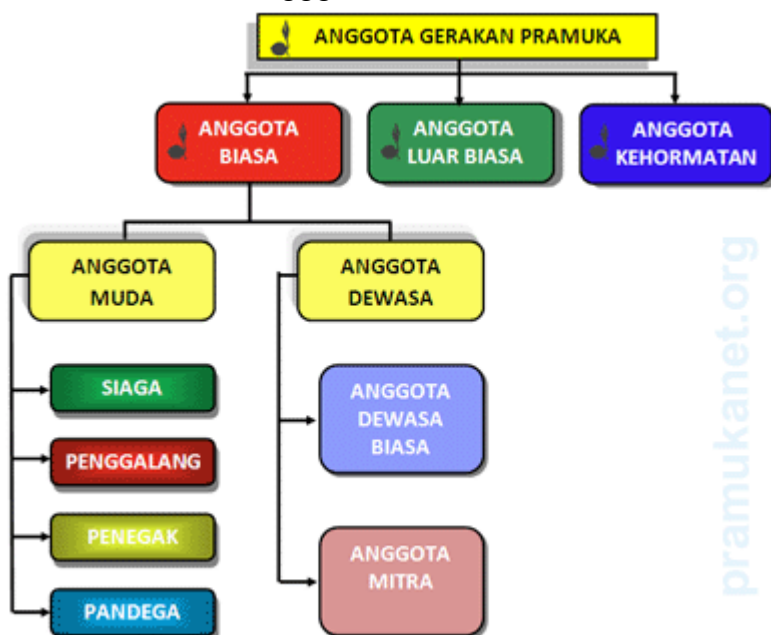 ANGGOTA GERAKAN PRAMUKA
ANGGOTA
BIASA
ANGGOTA
LUAR BIASA
ANGGOTA
KEHORMATAN
ANGGOTA
MUDA
ANGGOTA
DEWASA
SIAGA
PENGGALANG
PENEGAK
PANDEGA
ANGGOTA
DEWASA
BIASA
ANGGOTA
MITRA
pramukanet.org